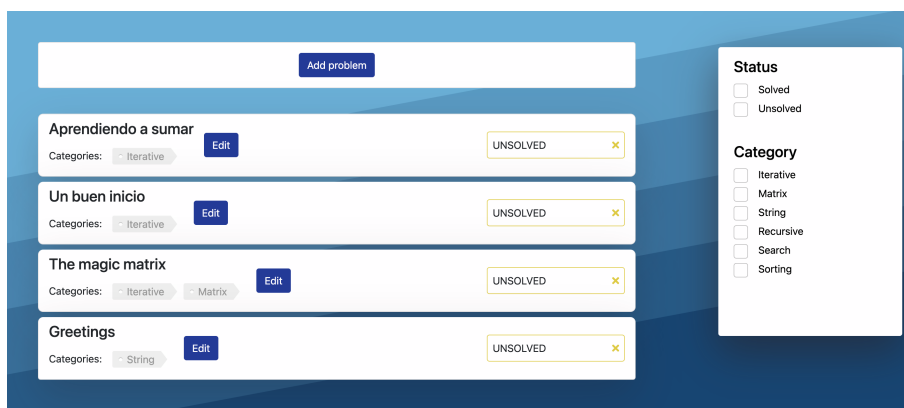 Add problem
Aprendiendo a sumar
Edit
UNSOLVED
Categories: Iterative
Un buen inicio
Edit
UNSOLVED
Categories: Iterative
The magic matrix
Edit
UNSOLVED
Categories: Iterative Matrix
Greetings
Edit
UNSOLVED
Categories: String
Status
Solved
Unsolved
Category
Iterative
Matrix
String
Recursive
Search
Sorting